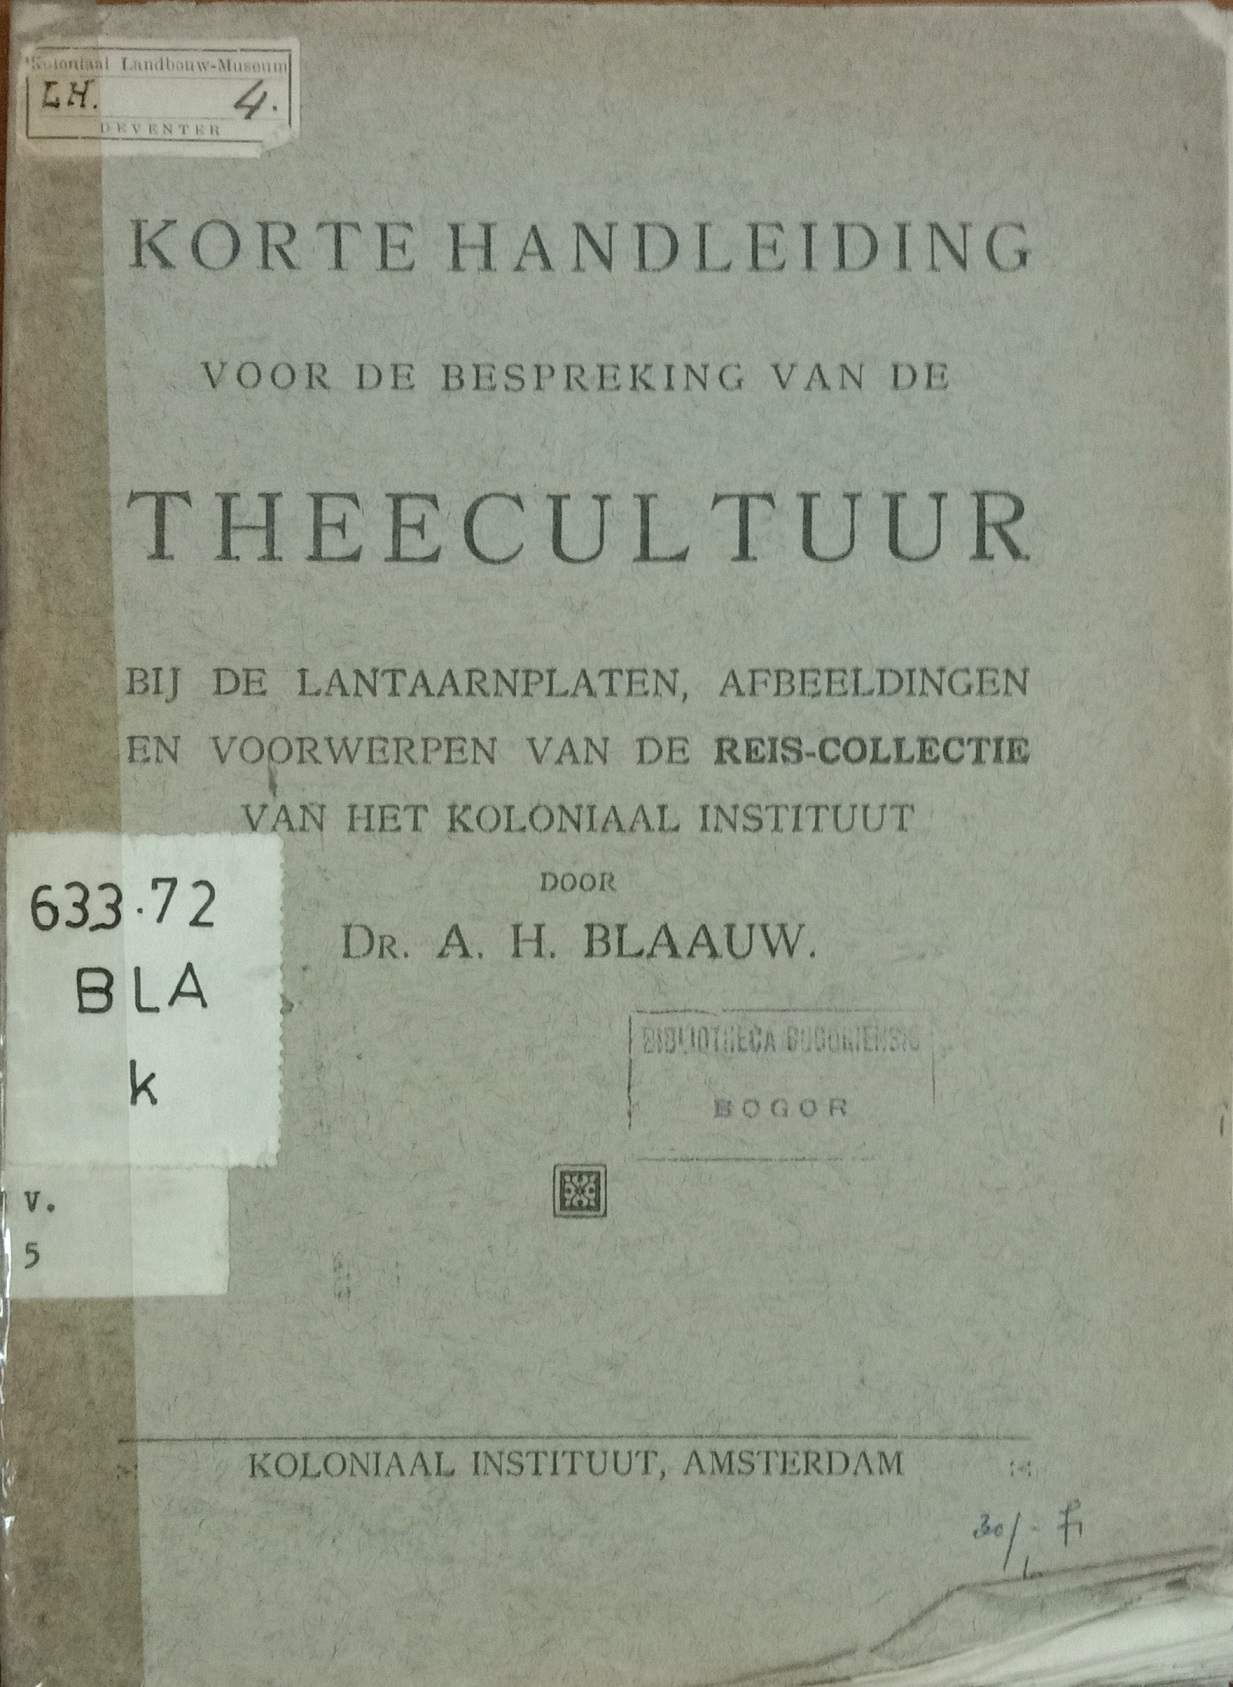 Koloniaal Landbouw-Museum
LH. 4.
DEVENTER
KORTE HANDLEIDING
VOOR DE BESPREKING VAN DE
THEECULTUUR
BIJ DE LANTAARNPLATEN, AFBEELDINGEN
EN VOORWERPEN VAN DE REIS-COLLECTIE
VAN HET KOLONIAAL INSTITUUT
DOOR
DR. A. H. BLAAUW.
633.72
BLA
k
BIBLIOTHECA BOGORIENSIS
BOGOR
v.
5
KOLONIAAL INSTITUUT, AMSTERDAM